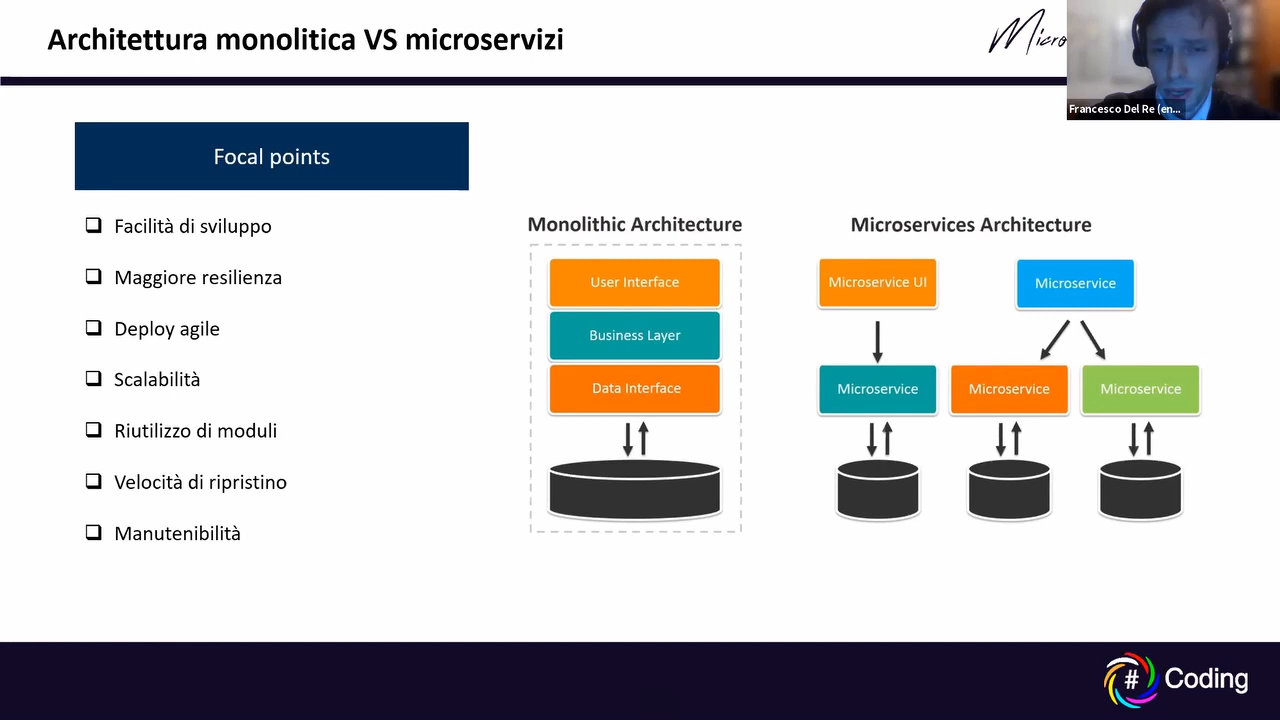 Architettura monolitica VS microservizi
Micro
Francesco Del Re (en...
Focal points
Facilità di sviluppo
Maggiore resilienza
Deploy agile
Scalabilità
Riutilizzo di moduli
Velocità di ripristino
Manutenibilità
Monolithic Architecture
User Interface
Business Layer
Data Interface
Microservices Architecture
Microservice UI
Microservice
Microservice
Microservice
Microservice
# Coding